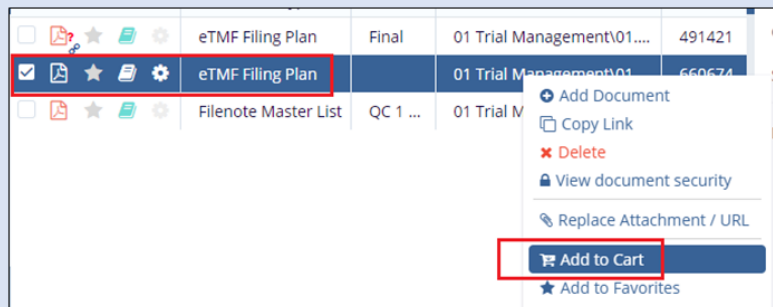 eTMF Filing Plan Final 01 Trial Management\01.... 491421
eTMF Filing Plan 01 Trial Management\01 660674
Filenote Master List QC 1 ... 01 Trial M
Add Document
Copy Link
Delete
View document security
Replace Attachment / URL
Add to Cart
Add to Favorites